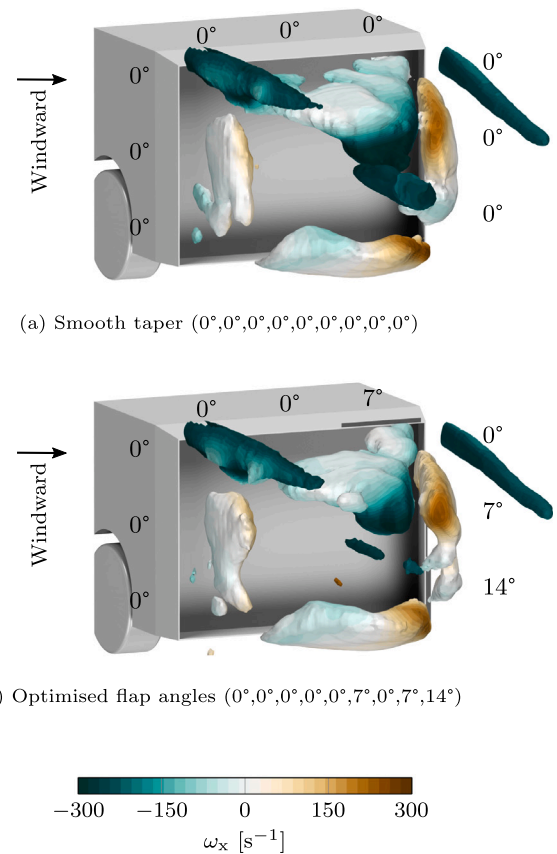 0° 0° 0°
0° 0°
Windward
0° 0°
0° 0°
(a) Smooth taper (0°,0°,0°,0°,0°,0°,0°,0°,0°)
0° 0° 7°
0° 0°
Windward
0° 7°
0° 14°
) Optimised flap angles (0°,0°,0°,0°,0°,7°,0°,7°,14°)
−300 −150 0 150 300
ωx [s⁻¹]